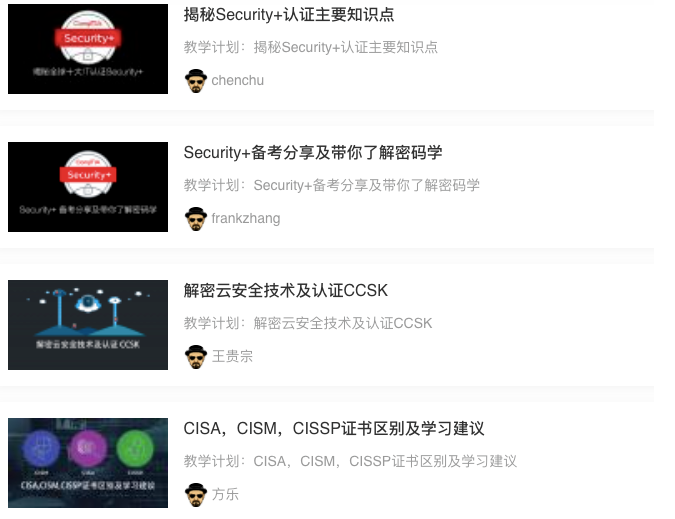 CompTIA
Security+
揭秘全球十大IT认证Security+
揭秘Security+认证主要知识点
教学计划：揭秘Security+认证主要知识点
chenchu
CompTIA
Security+
Security+ 备考分享及带你了解密码学
Security+备考分享及带你了解密码学
教学计划：Security+备考分享及带你了解密码学
frankzhang
解密云安全技术及认证 CCSK
解密云安全技术及认证CCSK
教学计划：解密云安全技术及认证CCSK
王贵宗
CISA,CISM,CISSP证书区别及学习建议
CISA，CISM，CISSP证书区别及学习建议
教学计划：CISA，CISM，CISSP证书区别及学习建议
方乐